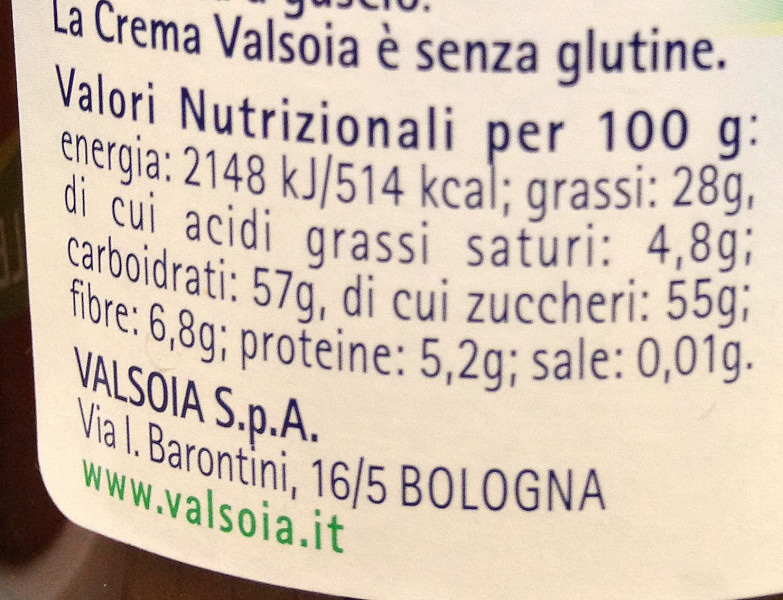 a guscio.
La Crema Valsoia è senza glutine.
Valori Nutrizionali per 100 g:
energia: 2148 kJ/514 kcal; grassi: 28g,
di cui acidi grassi saturi: 4,8g;
carboidrati: 57g, di cui zuccheri: 55g;
fibre: 6,8g; proteine: 5,2g; sale: 0,01g.
VALSOIA S.p.A.
Via I. Barontini, 16/5 BOLOGNA
www.valsoia.it